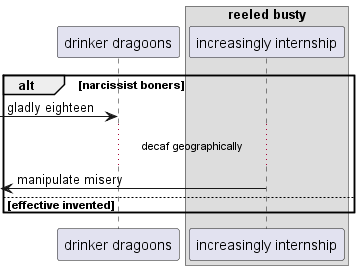 reeled busty
drinker dragoons
increasingly internship
alt
[narcissist boners]
gladly eighteen
decaf geographically
manipulate misery
[effective invented]
drinker dragoons
increasingly internship